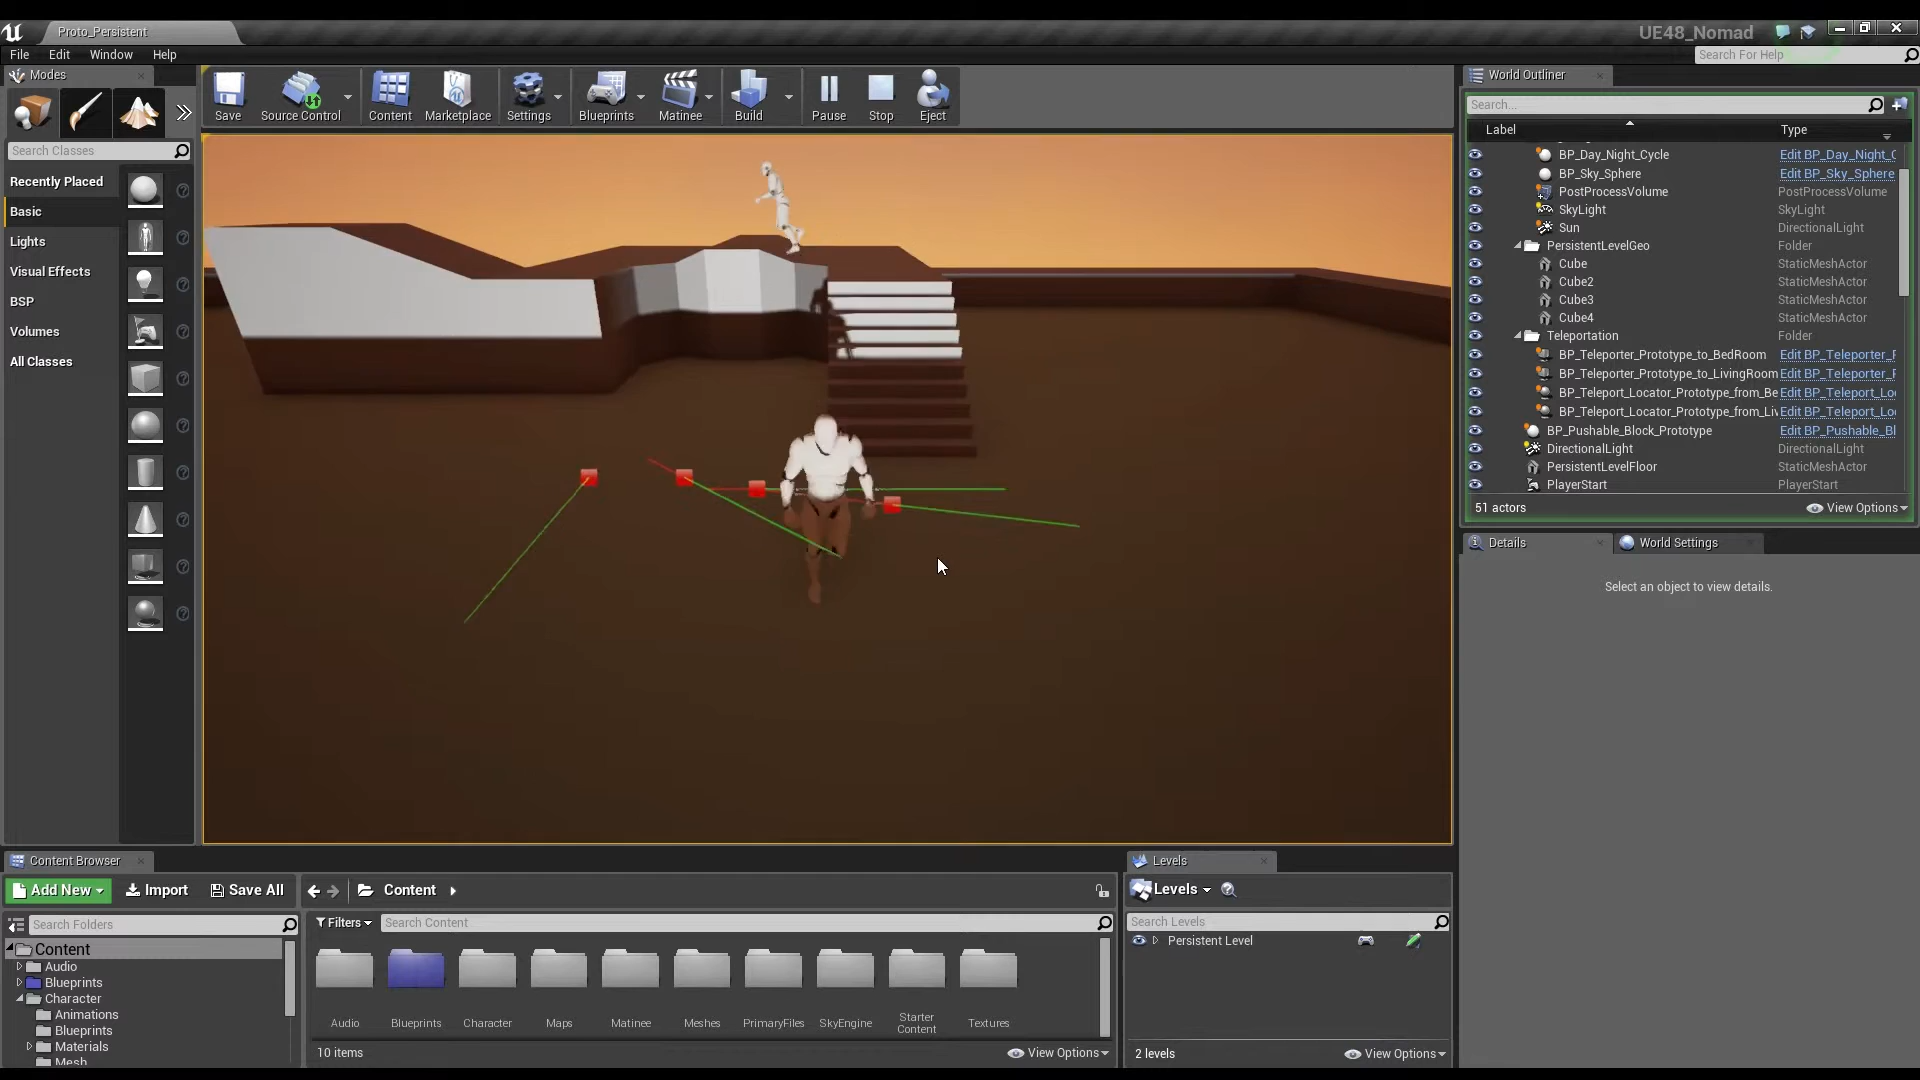 Proto_Persistent
UE48_Nomad
File Edit Window Help
Search For Help
Modes
Save
Source Control
Content
Marketplace
Settings
Blueprints
Matinee
Build
Pause
Stop
Eject
Search Classes
Recently Placed
Basic
Lights
Visual Effects
BSP
Volumes
All Classes
World Outliner
Search...
Label Type
BP_Day_Night_Cycle Edit BP_Day_Night_C
BP_Sky_Sphere Edit BP_Sky_Sphere
PostProcessVolume PostProcessVolume
SkyLight SkyLight
Sun DirectionalLight
PersistentLevelGeo Folder
Cube StaticMeshActor
Cube2 StaticMeshActor
Cube3 StaticMeshActor
Cube4 StaticMeshActor
Teleportation Folder
BP_Teleporter_Prototype_to_BedRoom Edit BP_Teleporter_P
BP_Teleporter_Prototype_to_LivingRoom Edit BP_Teleporter_P
BP_Teleport_Locator_Prototype_from_Be Edit BP_Teleport_Loc
BP_Teleport_Locator_Prototype_from_Liv Edit BP_Teleport_Loc
BP_Pushable_Block_Prototype Edit BP_Pushable_Bl
DirectionalLight DirectionalLight
PersistentLevelFloor StaticMeshActor
PlayerStart PlayerStart
51 actors View Options
Details World Settings
Select an object to view details.
Content Browser
Add New Import Save All Content
Search Folders
Filters Search Content
Content
Audio
Blueprints
Character
Animations
Blueprints
Materials
Mesh
Audio
Blueprints
Character
Maps
Matinee
Meshes
PrimaryFiles
SkyEngine
Starter
Content
Textures
10 items View Options
Levels
Levels
Search Levels
Persistent Level
2 levels View Options